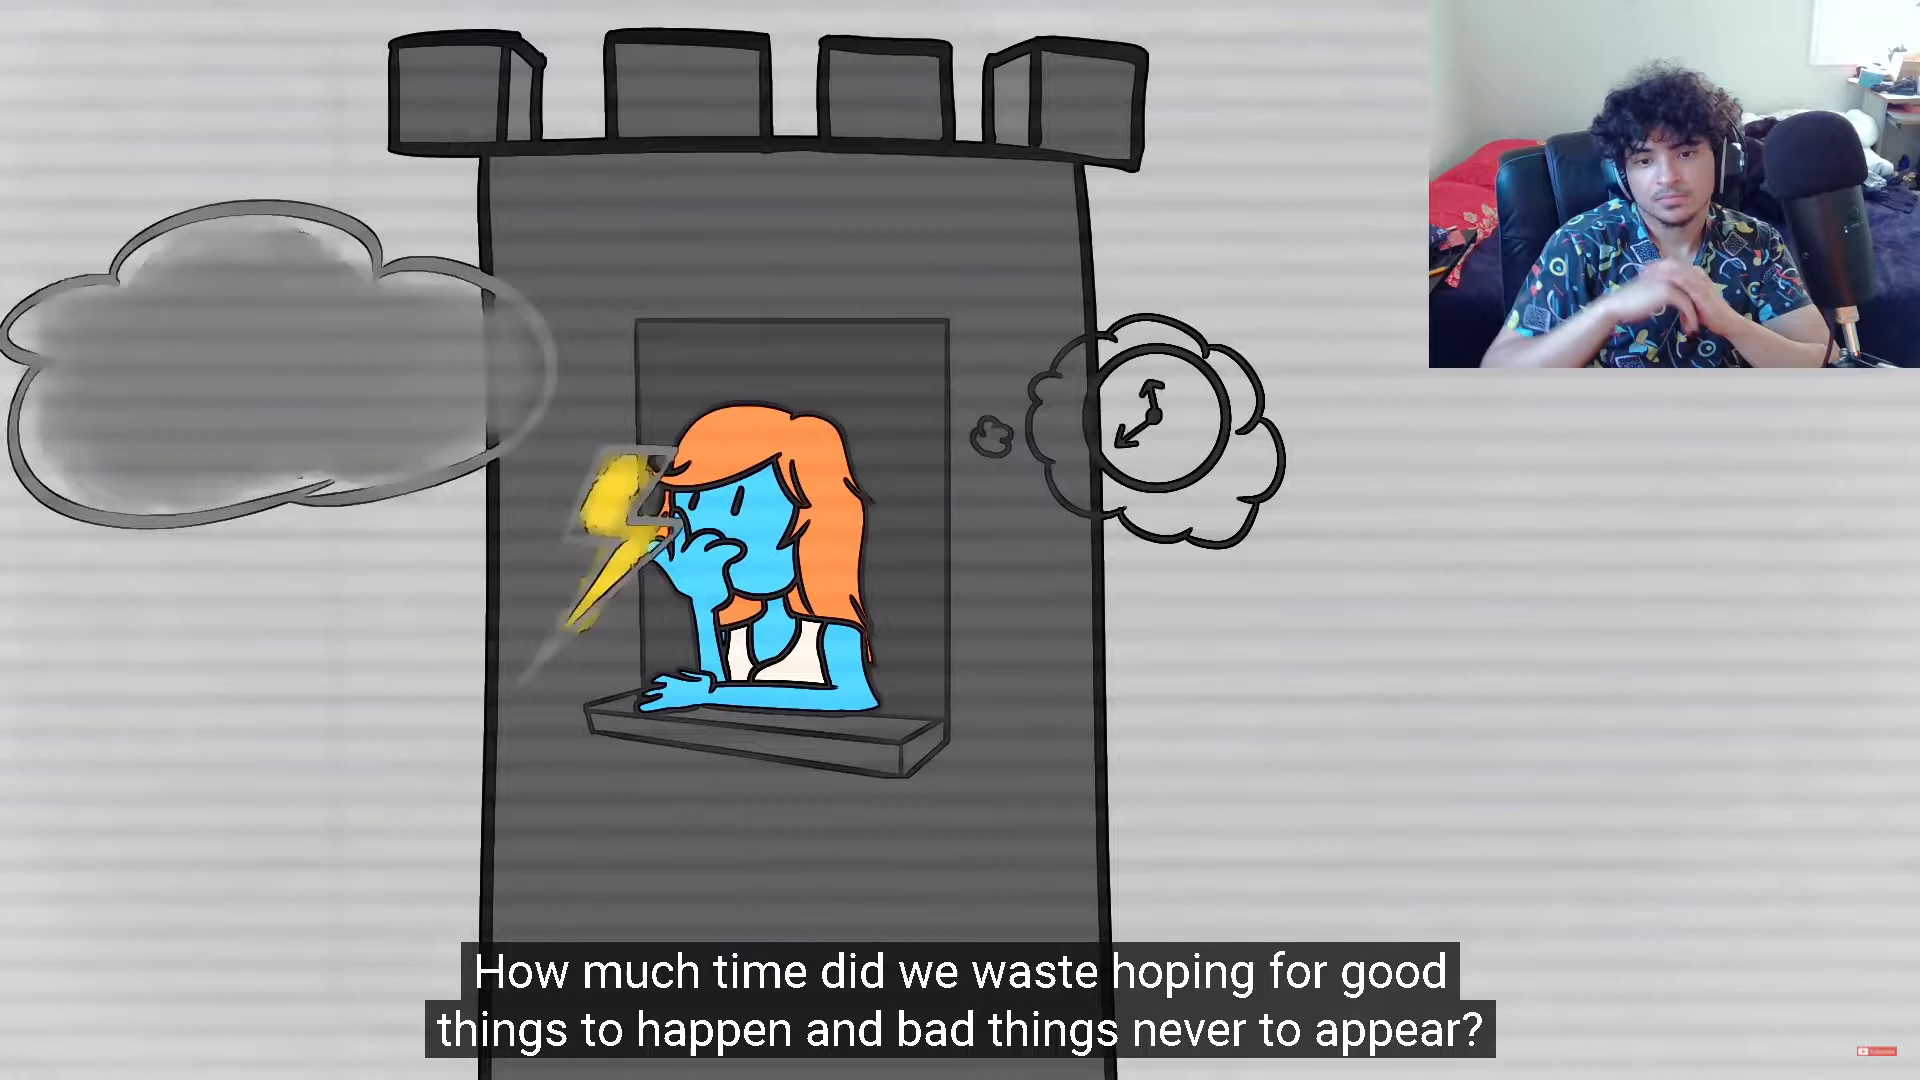 How much time did we waste hoping for good
things to happen and bad things never to appear?